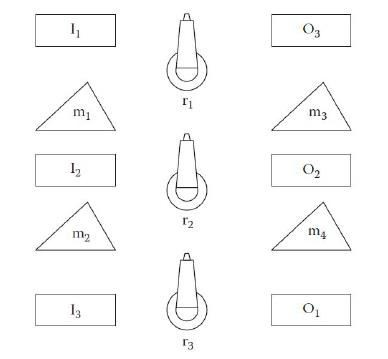 I₁
O₃
r₁
m₁
m₃
I₂
O₂
r₂
m₂
m₄
I₃
O₁
r₃